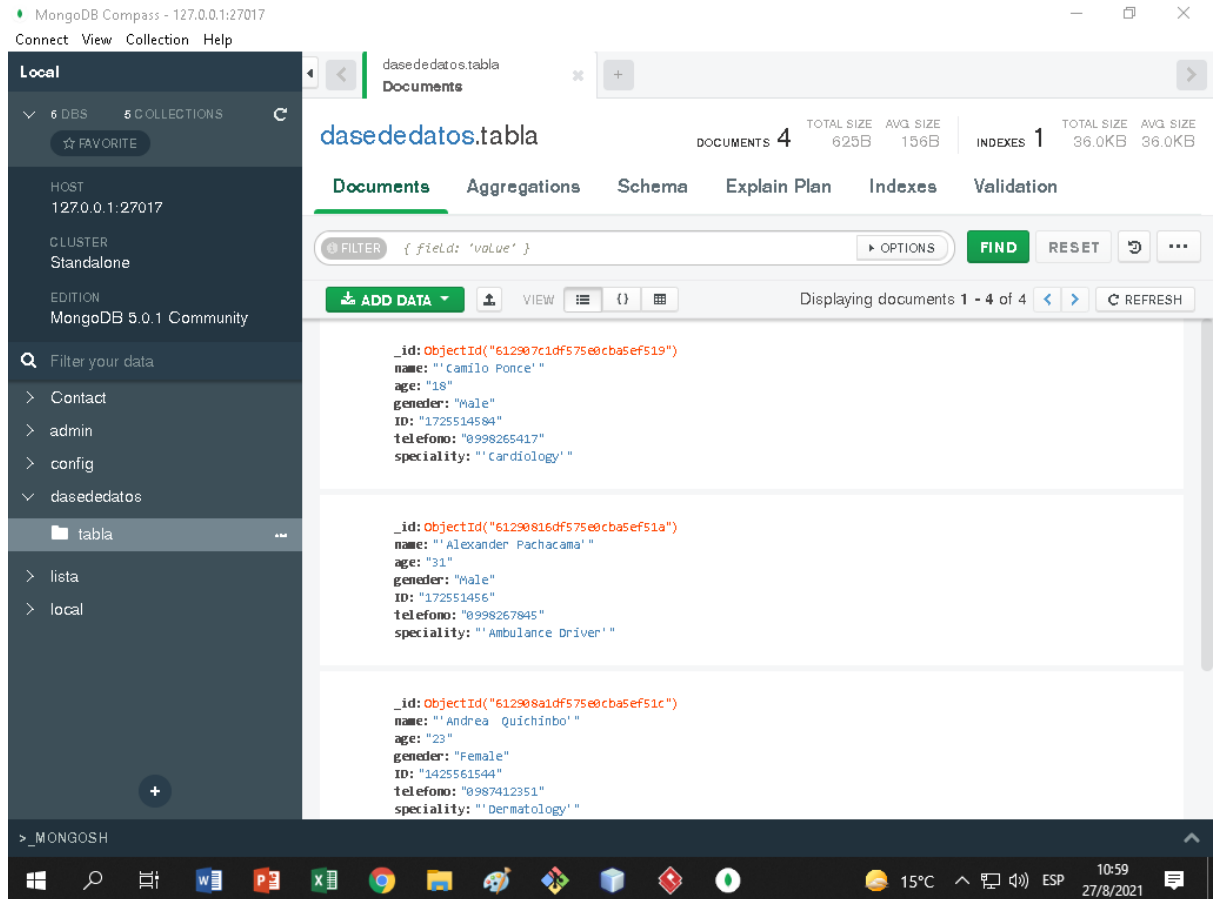 MongoDB Compass - 127.0.0.1:27017
Connect View Collection Help
Local
6 DBS 5 COLLECTIONS
FAVORITE
HOST
127.0.0.1:27017
CLUSTER
Standalone
EDITION
MongoDB 5.0.1 Community
Filter your data
Contact
admin
config
dasededatos
tabla
lista
local
dasededatos.tabla
Documents
dasededatos.tabla
DOCUMENTS 4 TOTAL SIZE 625B AVG. SIZE 156B INDEXES 1 TOTAL SIZE 36.0KB AVG. SIZE 36.0KB
Documents Aggregations Schema Explain Plan Indexes Validation
FILTER { field: 'value' } OPTIONS FIND RESET
ADD DATA VIEW {} Displaying documents 1 - 4 of 4 REFRESH
_id: ObjectId("612907c1df575e0cba5ef519")
name: "'Camilo Ponce'"
age: "18"
geneder: "Male"
ID: "1725514584"
telefono: "0998265417"
speciality: "'Cardiology'"
_id: ObjectId("61290816df575e0cba5ef51a")
name: "'Alexander Pachacama'"
age: "31"
geneder: "Male"
ID: "172551456"
telefono: "0998267845"
speciality: "'Ambulance Driver'"
_id: ObjectId("612908a1df575e0cba5ef51c")
name: "'Andrea  Quichinbo'"
age: "23"
geneder: "Female"
ID: "1425561544"
telefono: "0987412351"
speciality: "'Dermatology'"
>_MONGOSH
15°C ESP 10:59
27/8/2021